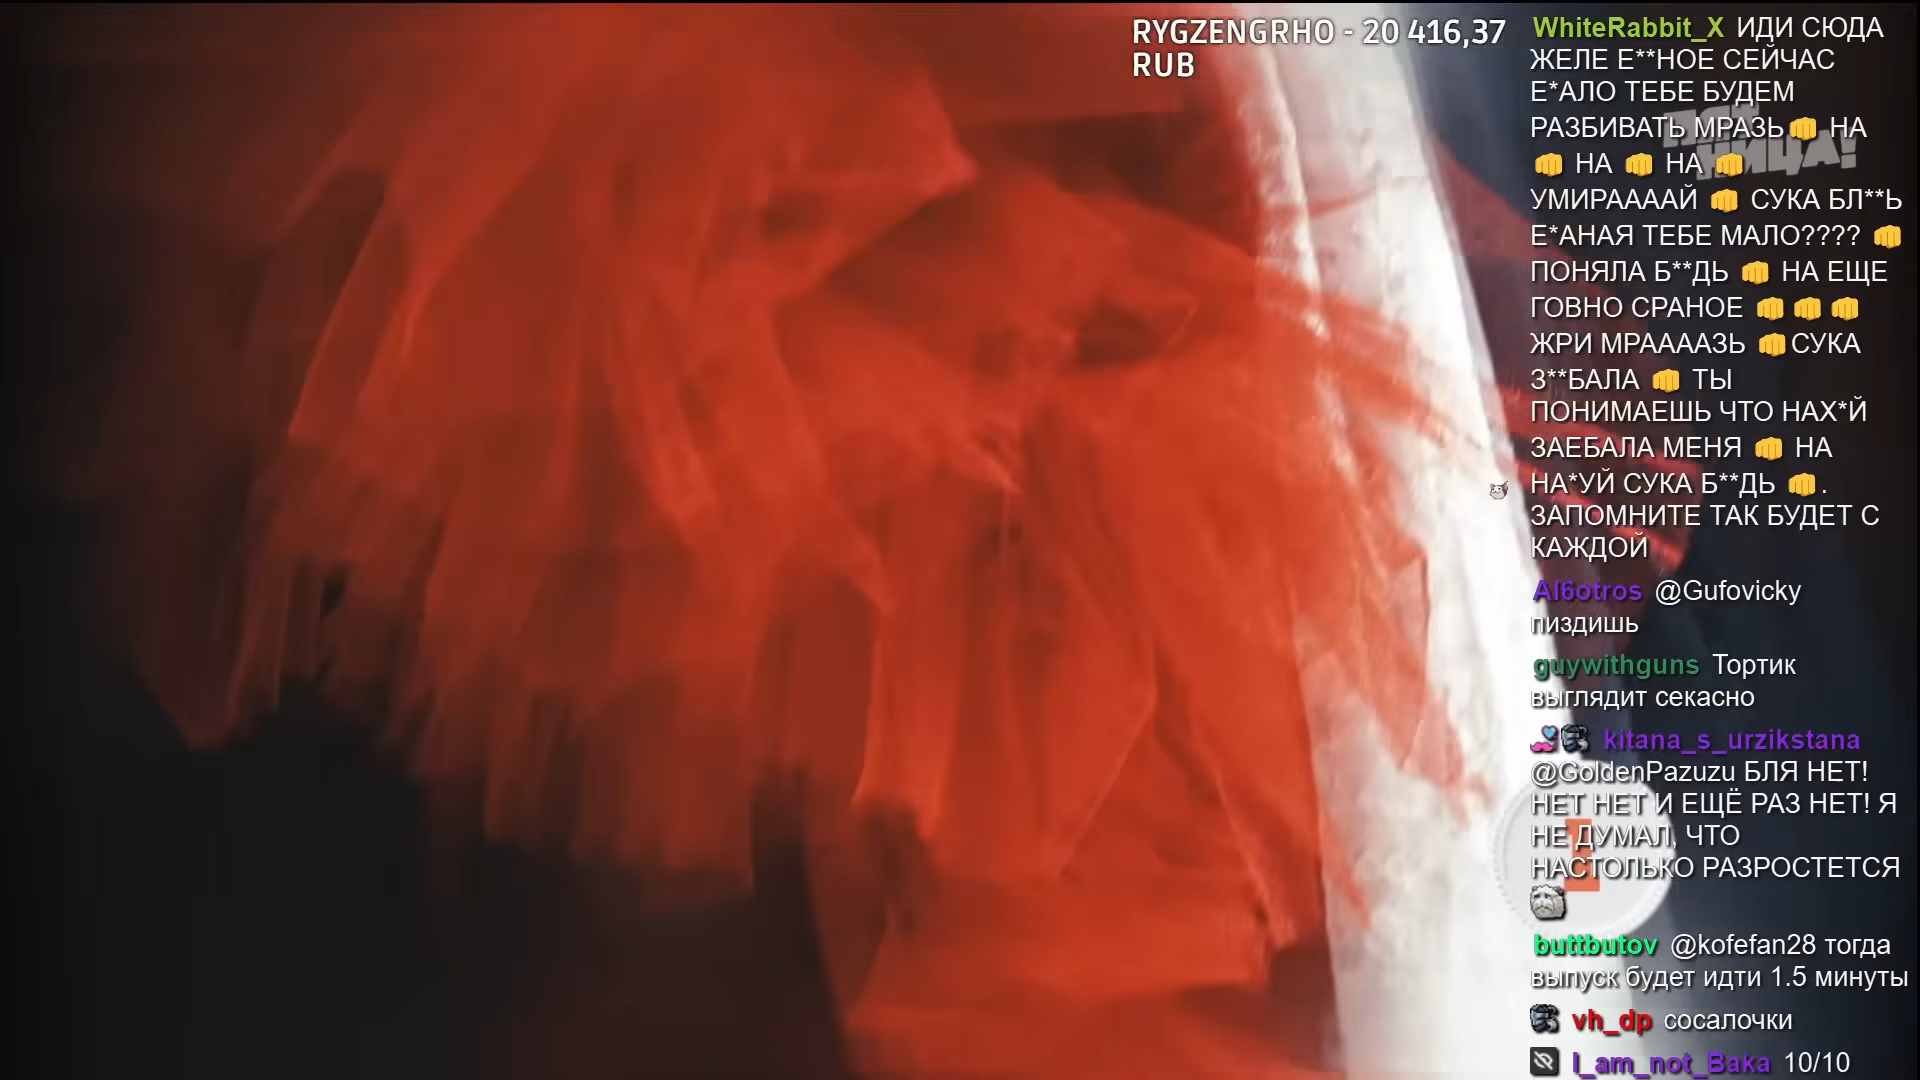 RYGZENGRHO - 20 416,37
RUB
WhiteRabbit_X ИДИ СЮДА
ЖЕЛЕ Е**НОЕ СЕЙЧАС
Е*АЛО ТЕБЕ БУДЕМ
РАЗБИВАТЬ МРАЗЬ👊 НА
👊 НА 👊 НА 👊
УМИРААААЙ 👊 СУКА БЛ**Ь
Е*АНАЯ ТЕБЕ МАЛО???? 👊
ПОНЯЛА Б**ДЬ 👊 НА ЕЩЕ
ГОВНО СРАНОЕ 👊 👊 👊
ЖРИ МРААААЗЬ 👊СУКА
З**БАЛА 👊 ТЫ
ПОНИМАЕШЬ ЧТО НАХ*Й
ЗАЕБАЛА МЕНЯ 👊 НА
НА*УЙ СУКА Б**ДЬ 👊.
ЗАПОМНИТЕ ТАК БУДЕТ С
КАЖДОЙ
Al6otros @Gufovicky
пиздишь
guywithguns Тортик
выглядит секасно
kitana_s_urzikstana
@GoldenPazuzu БЛЯ НЕТ!
НЕТ НЕТ И ЕЩЁ РАЗ НЕТ! Я
НЕ ДУМАЛ, ЧТО
НАСТОЛЬКО РАЗРОСТЕТСЯ
buttbutov @kofefan28 тогда
выпуск будет идти 1.5 минуты
vh_dp сосалочки
I_am_not_Baka 10/10
ПЯТ
НИЦА!